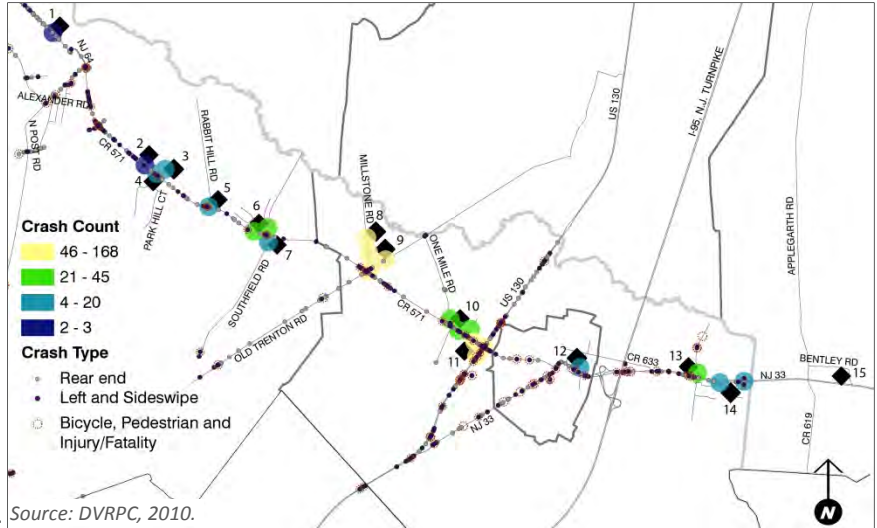 1
NJ 64
ALEXANDER RD
N POST RD
CR 571
2
3
4
PARK HILL CT
RABBIT HILL RD
5
6
7
SOUTHFIELD RD
OLD TRENTON RD
MILLSTONE RD
8
9
ONE MILE RD
CR 571
10
11
US 130
US 130
I-95, N.J. TURNPIKE
12
CR 633
13
14
NJ 33
NJ 33
APPLEGARTH RD
BENTLEY RD
15
CR 619
Crash Count
46 - 168
21 - 45
4 - 20
2 - 3
Crash Type
Rear end
Left and Sideswipe
Bicycle, Pedestrian and
Injury/Fatality
N
Source: DVRPC, 2010.